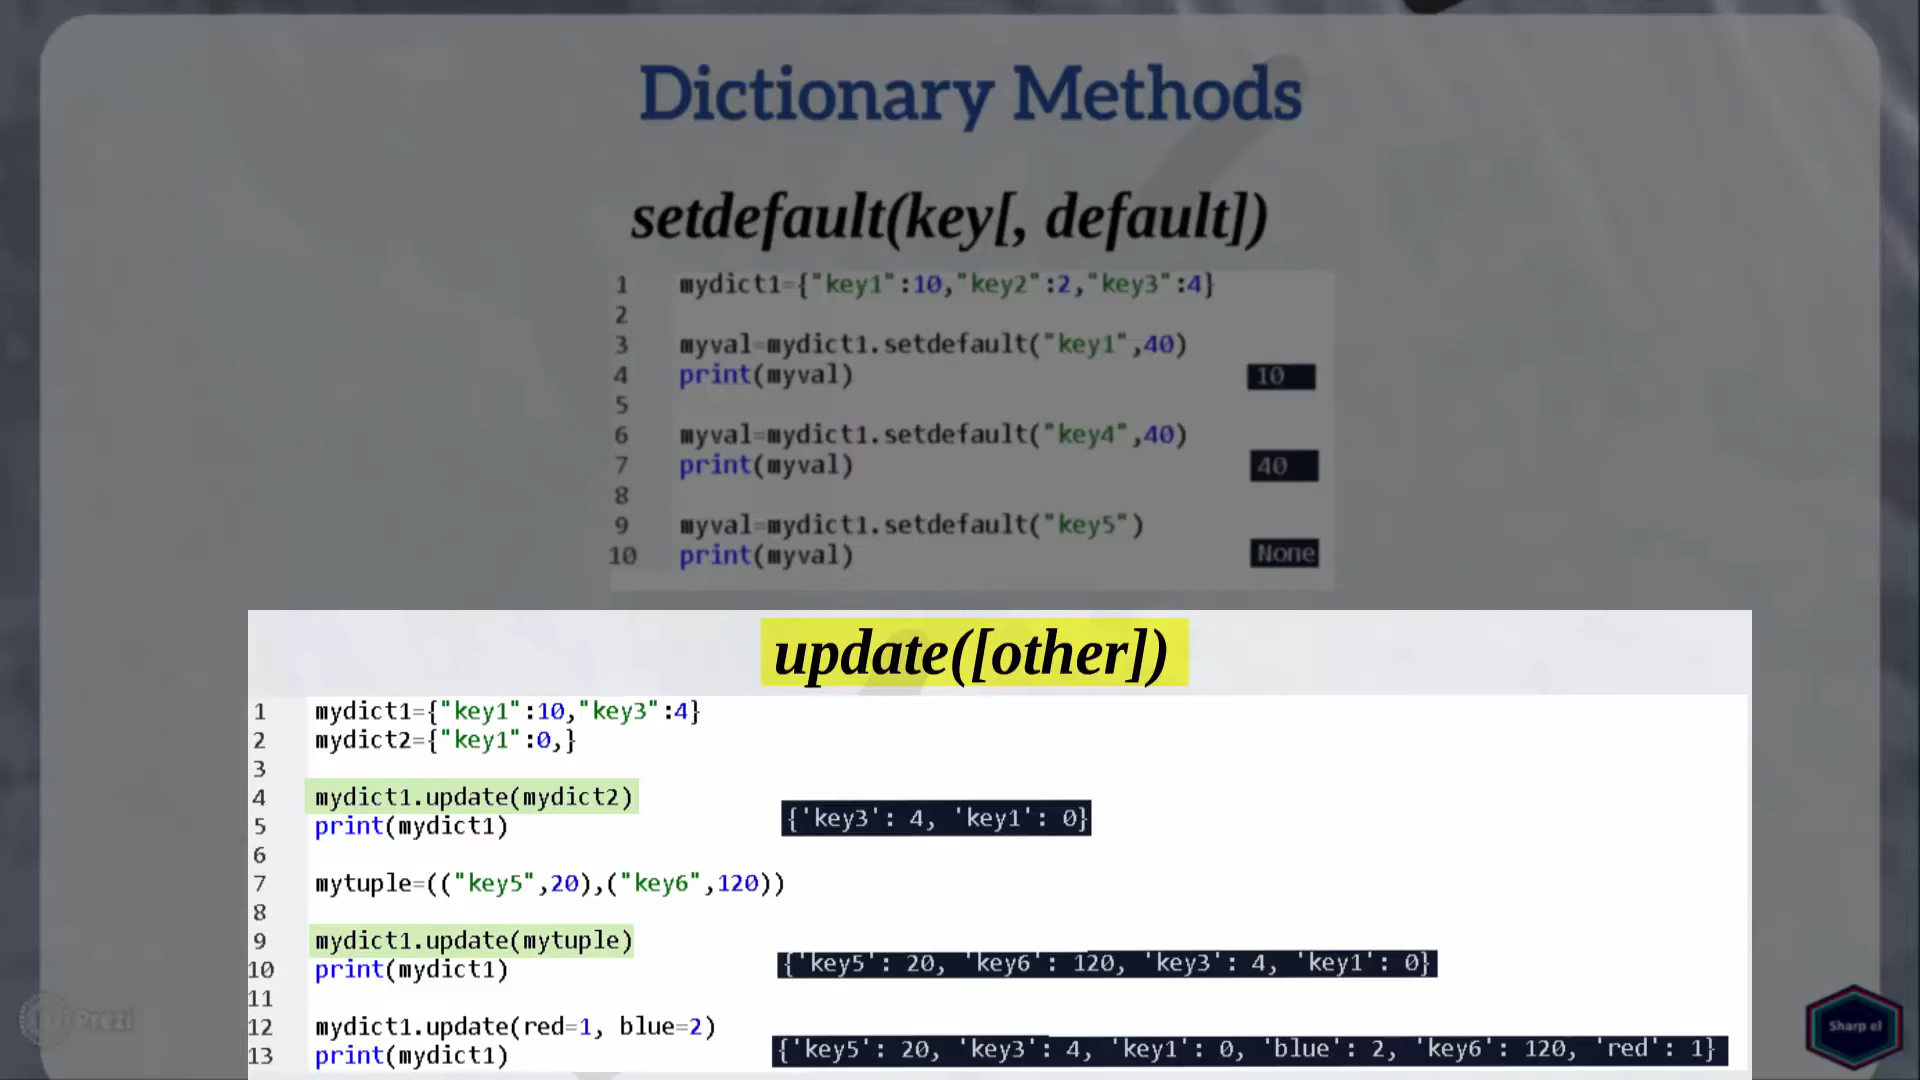 Dictionary Methods
setdefault(key[, default])
1 mydict1={"key1":10,"key2":2,"key3":4}
2
3 myval=mydict1.setdefault("key1",40)
4 print(myval) 10
5
6 myval=mydict1.setdefault("key4",40)
7 print(myval) 40
8
9 myval=mydict1.setdefault("key5")
10 print(myval) None
update([other])
1 mydict1={"key1":10,"key3":4}
2 mydict2={"key1":0,}
3
4 mydict1.update(mydict2)
5 print(mydict1) {'key3': 4, 'key1': 0}
6
7 mytuple=(("key5",20),("key6",120))
8
9 mydict1.update(mytuple)
10 print(mydict1) {'key5': 20, 'key6': 120, 'key3': 4, 'key1': 0}
11
12 mydict1.update(red=1, blue=2)
13 print(mydict1) {'key5': 20, 'key3': 4, 'key1': 0, 'blue': 2, 'key6': 120, 'red': 1}
Prezi
Sharp el